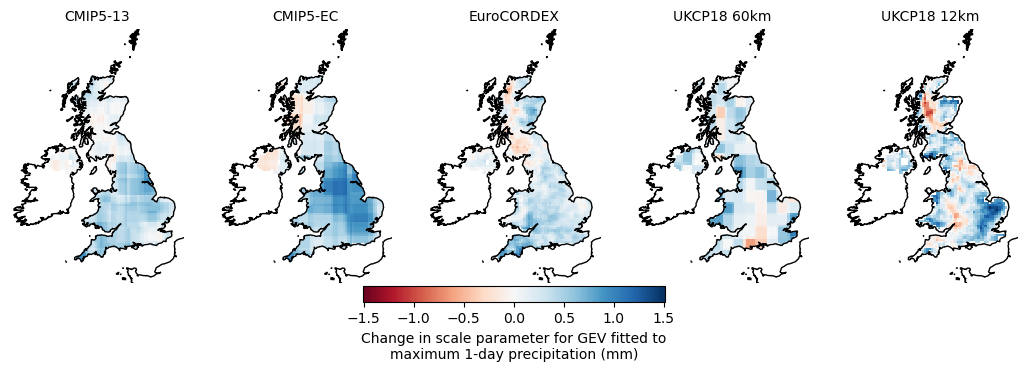 CMIP5-13 CMIP5-EC EuroCORDEX UKCP18 60km UKCP18 12km
−1.5 −1.0 −0.5 0.0 0.5 1.0 1.5
Change in scale parameter for GEV fitted to
maximum 1-day precipitation (mm)